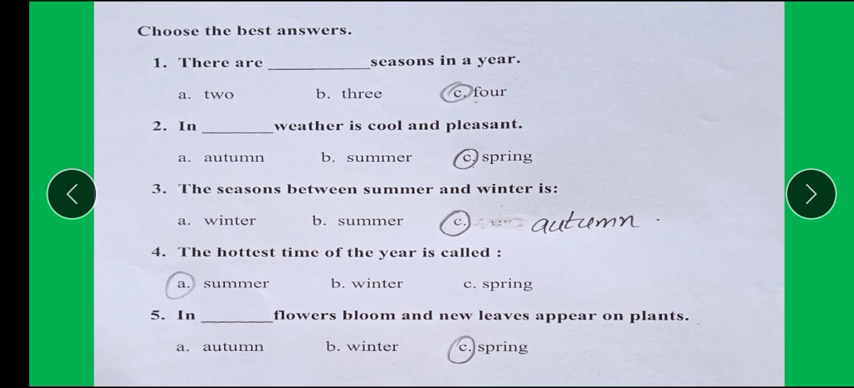 Choose the best answers.
1. There are __________ seasons in a year.
a. two b. three c. four
2. In _______ weather is cool and pleasant.
a. autumn b. summer c. spring
3. The seasons between summer and winter is:
a. winter b. summer c. autumn
4. The hottest time of the year is called :
a. summer b. winter c. spring
5. In _______ flowers bloom and new leaves appear on plants.
a. autumn b. winter c. spring